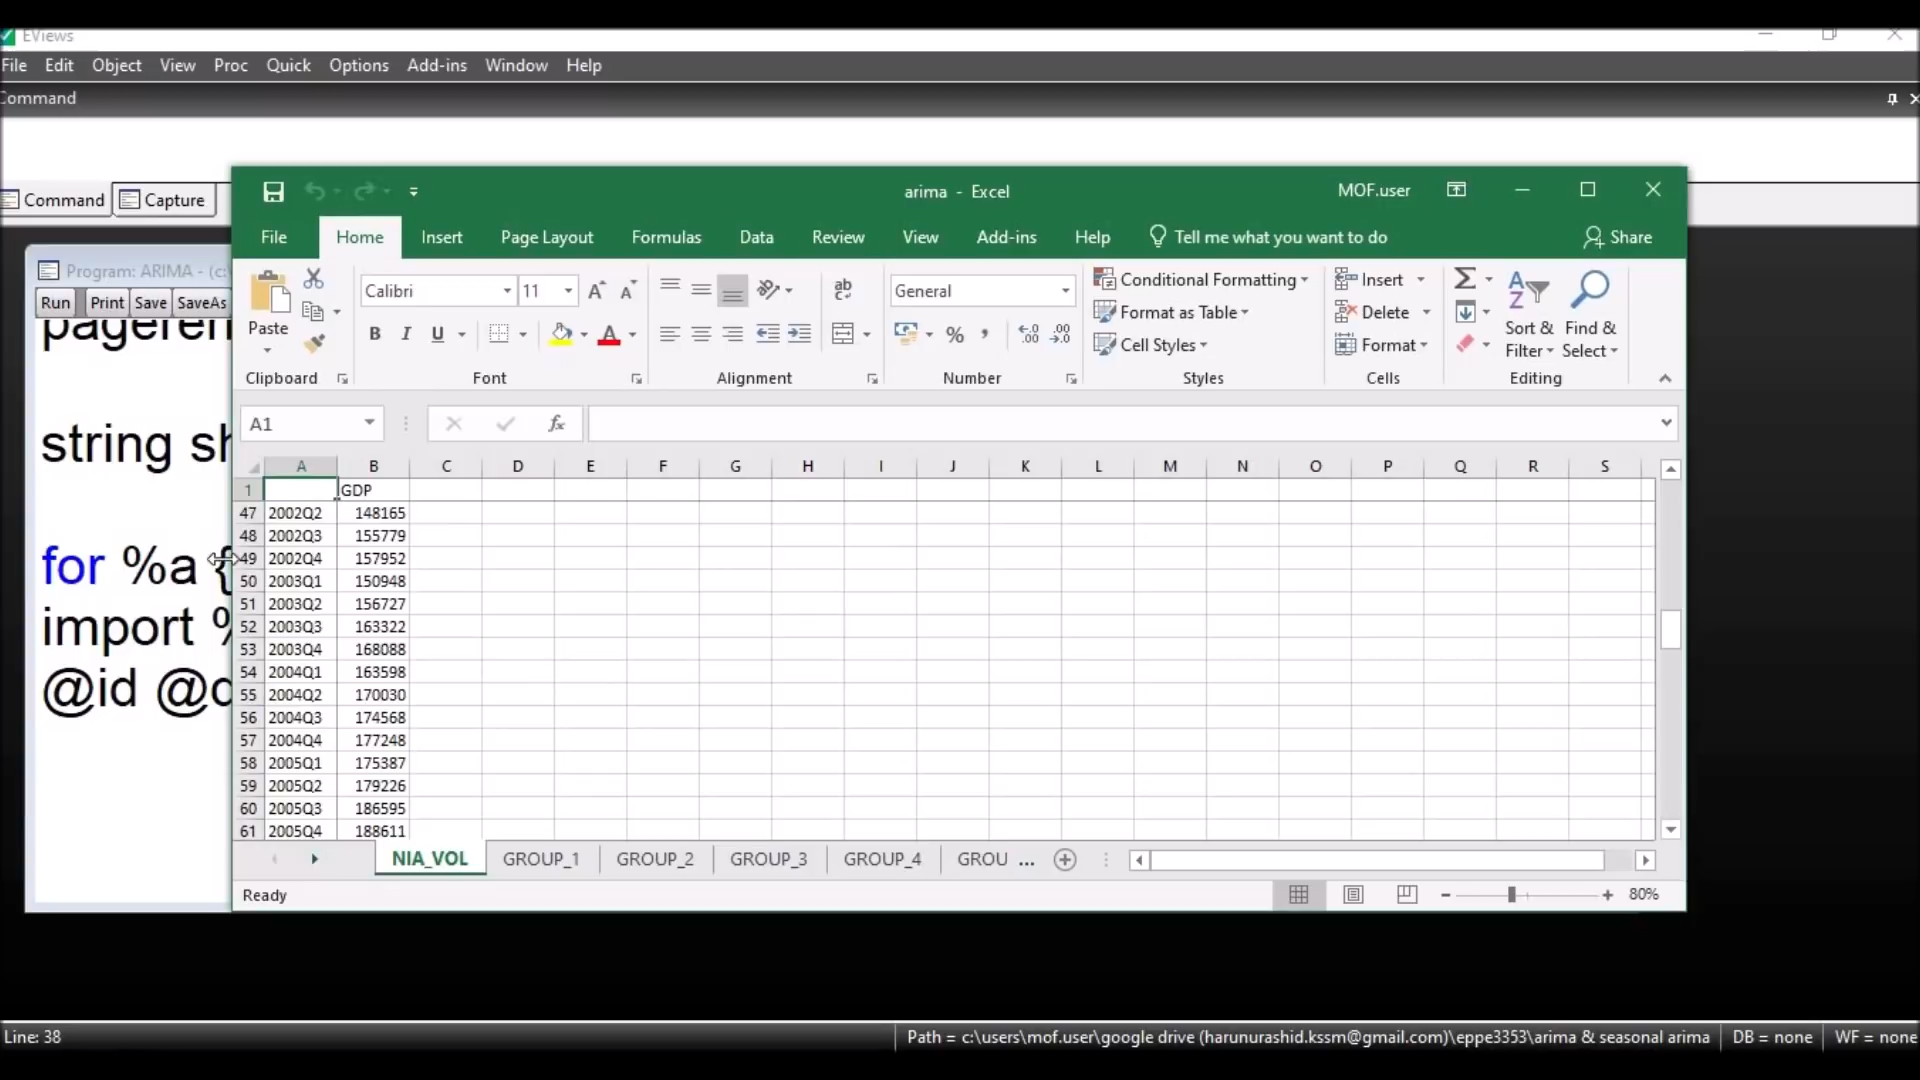 EViews
File Edit Object View Proc Quick Options Add-ins Window Help
Command
Command Capture
Program: ARIMA - (c:\
Run Print Save SaveAs
string
for %a {
import %
@id
arima - Excel
MOF.user
File Home Insert Page Layout Formulas Data Review View Add-ins Help Tell me what you want to do Share
Paste
Calibri 11
B I U A
General
% ,
Conditional Formatting
Format as Table
Cell Styles
Insert
Delete
Format
Sort & Filter
Find & Select
Clipboard Font Alignment Number Styles Cells Editing
A1 fx
A B C D E F G H I J K L M N O P Q R S
1 GDP
47 2002Q2 148165
48 2002Q3 155779
49 2002Q4 157952
50 2003Q1 150948
51 2003Q2 156727
52 2003Q3 163322
53 2003Q4 168088
54 2004Q1 163598
55 2004Q2 170030
56 2004Q3 174568
57 2004Q4 177248
58 2005Q1 175387
59 2005Q2 179226
60 2005Q3 186595
61 2005Q4 188611
NIA_VOL GROUP_1 GROUP_2 GROUP_3 GROUP_4 GROU ...
Ready
80%
Line: 38
Path = c:\users\mof.user\google drive (harunurashid.kssm@gmail.com)\eppe3353\arima & seasonal arima DB = none WF = none